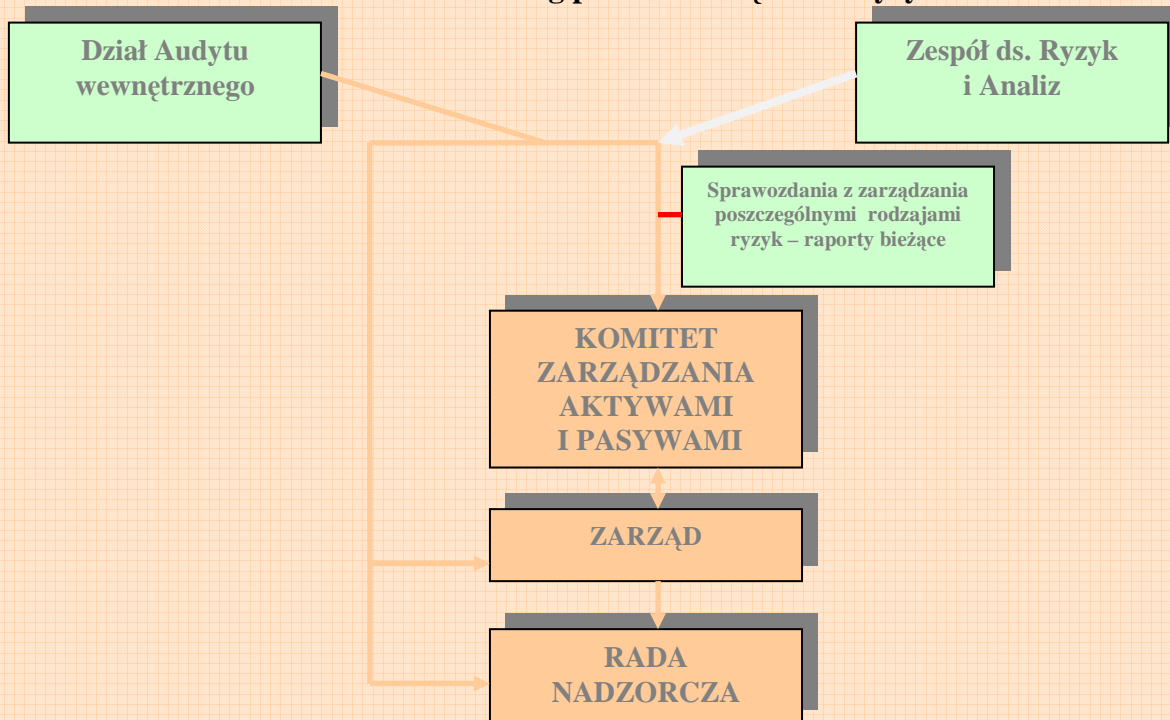 Dział Audytu
wewnętrznego
Zespół ds. Ryzyk
i Analiz
Sprawozdania z zarządzania
poszczególnymi rodzajami
ryzyk – raporty bieżące
KOMITET
ZARZĄDZANIA
AKTYWAMI
I PASYWAMI
ZARZĄD
RADA
NADZORCZA